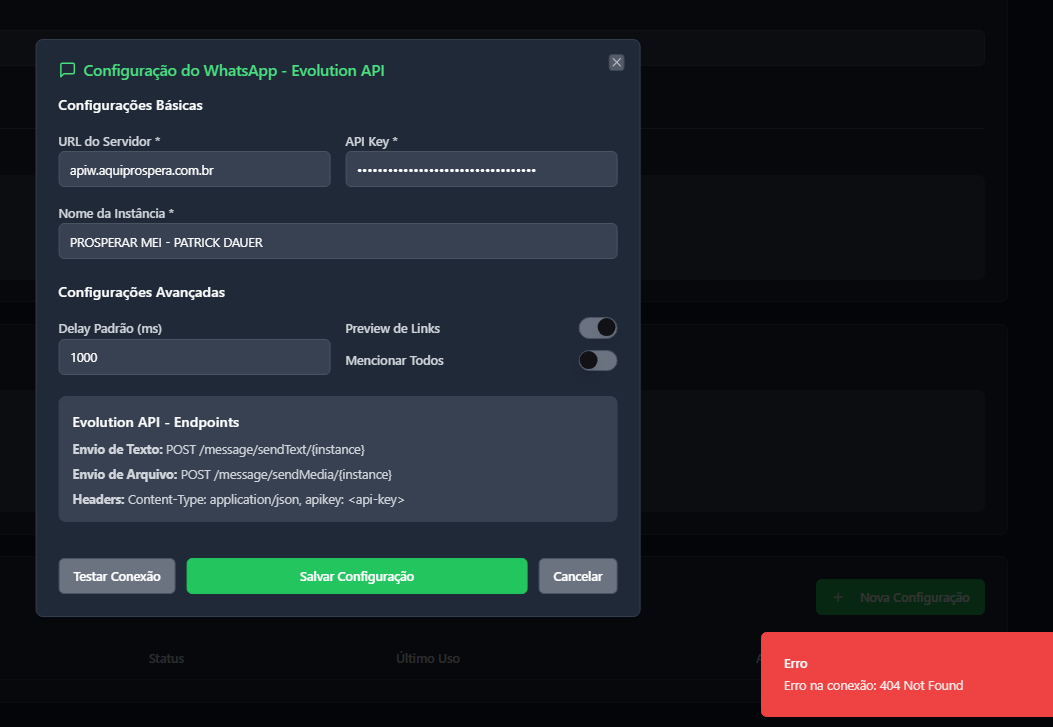 Configuração do WhatsApp - Evolution API
Configurações Básicas
URL do Servidor *
API Key *
apiw.aquiprospera.com.br
Nome da Instância *
PROSPERAR MEI - PATRICK DAUER
Configurações Avançadas
Delay Padrão (ms)
Preview de Links
1000
Mencionar Todos
Evolution API - Endpoints
Envio de Texto: POST /message/sendText/{instance}
Envio de Arquivo: POST /message/sendMedia/{instance}
Headers: Content-Type: application/json, apikey: <api-key>
Testar Conexão
Salvar Configuração
Cancelar
+ Nova Configuração
Status
Último Uso
Erro
Erro na conexão: 404 Not Found